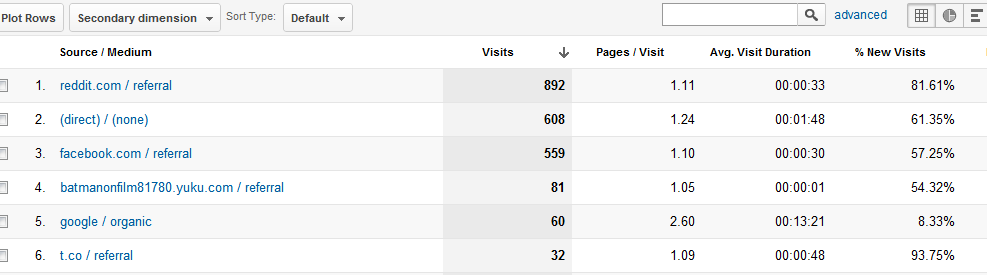 Plot Rows Secondary dimension Sort Type: Default advanced
Source / Medium Visits Pages / Visit Avg. Visit Duration % New Visits
1. reddit.com / referral 892 1.11 00:00:33 81.61%
2. (direct) / (none) 608 1.24 00:01:48 61.35%
3. facebook.com / referral 559 1.10 00:00:30 57.25%
4. batmanonfilm81780.yuku.com / referral 81 1.05 00:00:01 54.32%
5. google / organic 60 2.60 00:13:21 8.33%
6. t.co / referral 32 1.09 00:00:48 93.75%